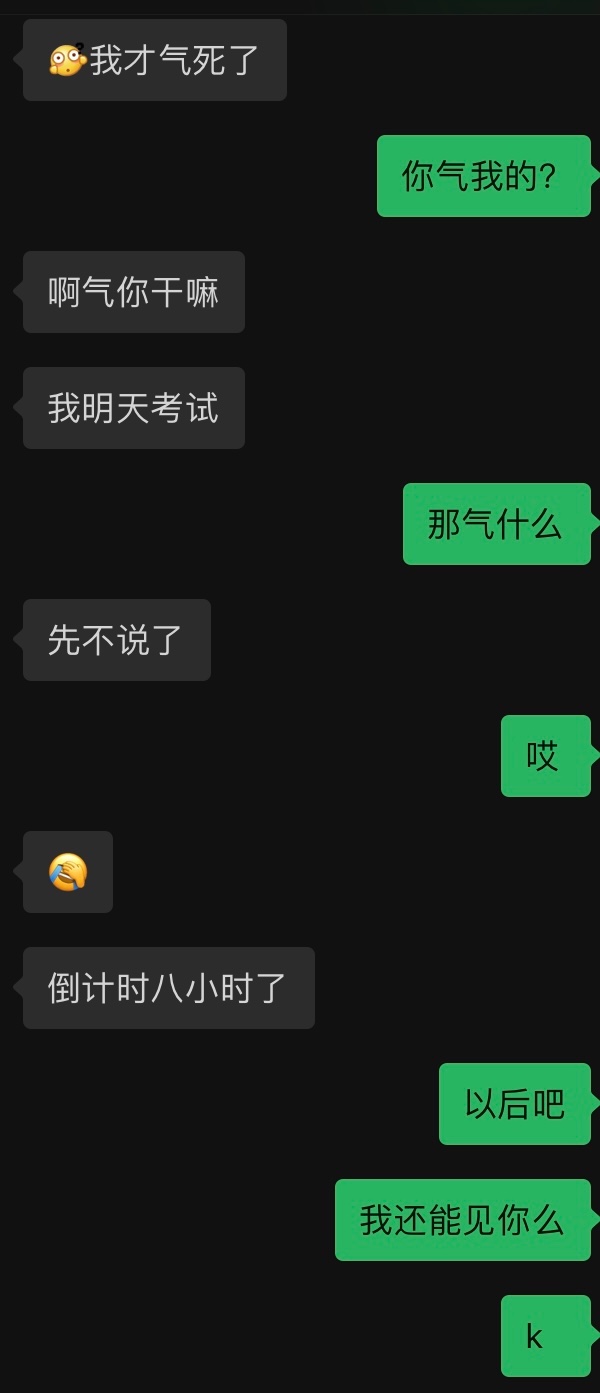 我才气死了
你气我的?
啊气你干嘛
我明天考试
那气什么
先不说了
哎
倒计时八小时了
以后吧
我还能见你么
k